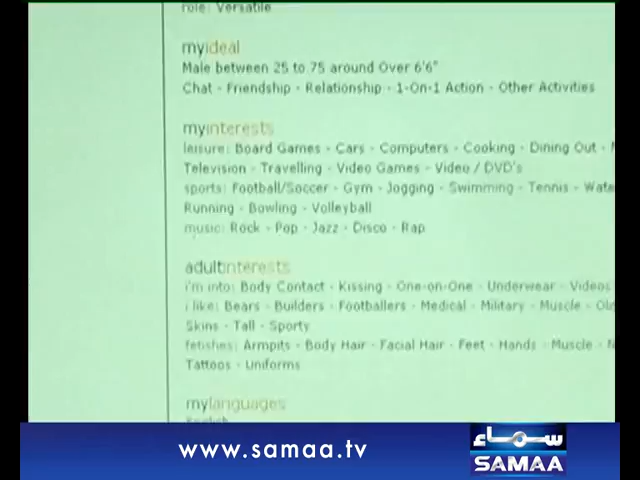 role: Versatile
myideal
Male between 25 to 75 around Over 6'6"
Chat - Friendship - Relationship - 1-On-1 Action - Other Activities
myinterests
leisure: Board Games - Cars - Computers - Cooking - Dining Out -
Television - Travelling - Video Games - Video / DVD's
sports: Football/Soccer - Gym - Jogging - Swimming - Tennis -
Running - Bowling - Volleyball
music: Rock - Pop - Jazz - Disco - Rap
adultinterests
i'm into: Body Contact - Kissing - One-on-One - Underwear - Videos
i like: Bears - Builders - Footballers - Medical - Military - Muscle -
Skins - Tall - Sporty
fetishes: Armpits - Body Hair - Facial Hair - Feet - Hands - Muscle -
Tattoos - Uniforms
mylanguages
English
www.samaa.tv
سماء
SAMAA